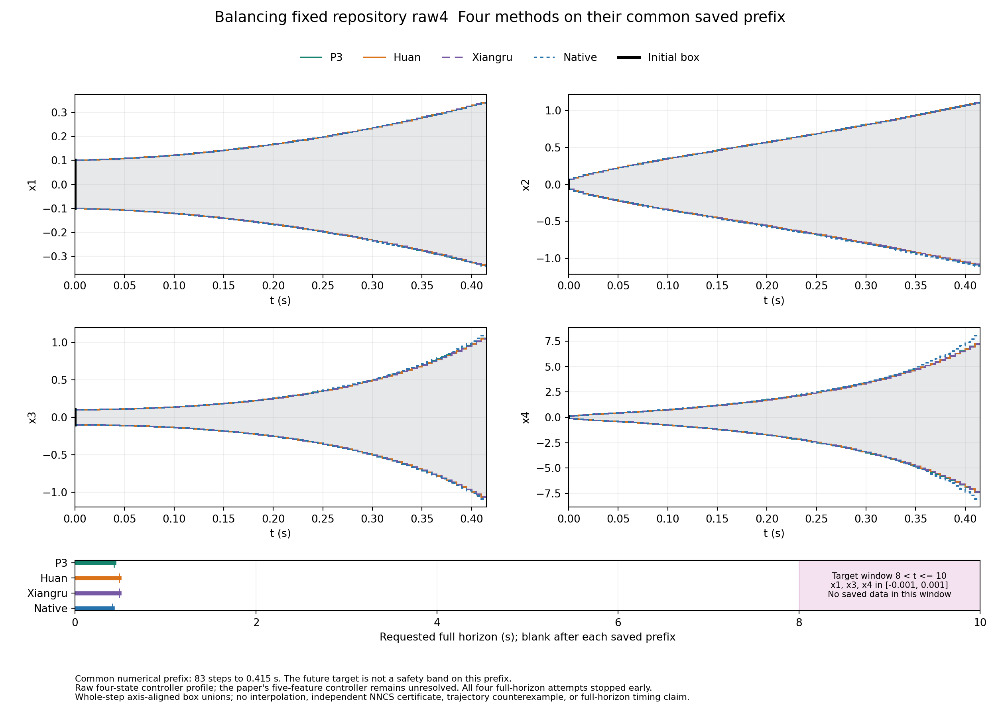 Balancing fixed repository raw4  Four methods on their common saved prefix
P3
Huan
Xiangru
Native
Initial box
0.3
0.2
0.1
0.0
−0.1
−0.2
−0.3
x1
0.00 0.05 0.10 0.15 0.20 0.25 0.30 0.35 0.40
t (s)
1.0
0.5
0.0
−0.5
−1.0
x2
0.00 0.05 0.10 0.15 0.20 0.25 0.30 0.35 0.40
t (s)
1.0
0.5
0.0
−0.5
−1.0
x3
0.00 0.05 0.10 0.15 0.20 0.25 0.30 0.35 0.40
t (s)
7.5
5.0
2.5
0.0
−2.5
−5.0
−7.5
x4
0.00 0.05 0.10 0.15 0.20 0.25 0.30 0.35 0.40
t (s)
P3
Huan
Xiangru
Native
Target window 8 < t <= 10
x1, x3, x4 in [-0.001, 0.001]
No saved data in this window
0 2 4 6 8 10
Requested full horizon (s); blank after each saved prefix
Common numerical prefix: 83 steps to 0.415 s. The future target is not a safety band on this prefix.
Raw four-state controller profile; the paper's five-feature controller remains unresolved. All four full-horizon attempts stopped early.
Whole-step axis-aligned box unions; no interpolation, independent NNCS certificate, trajectory counterexample, or full-horizon timing claim.